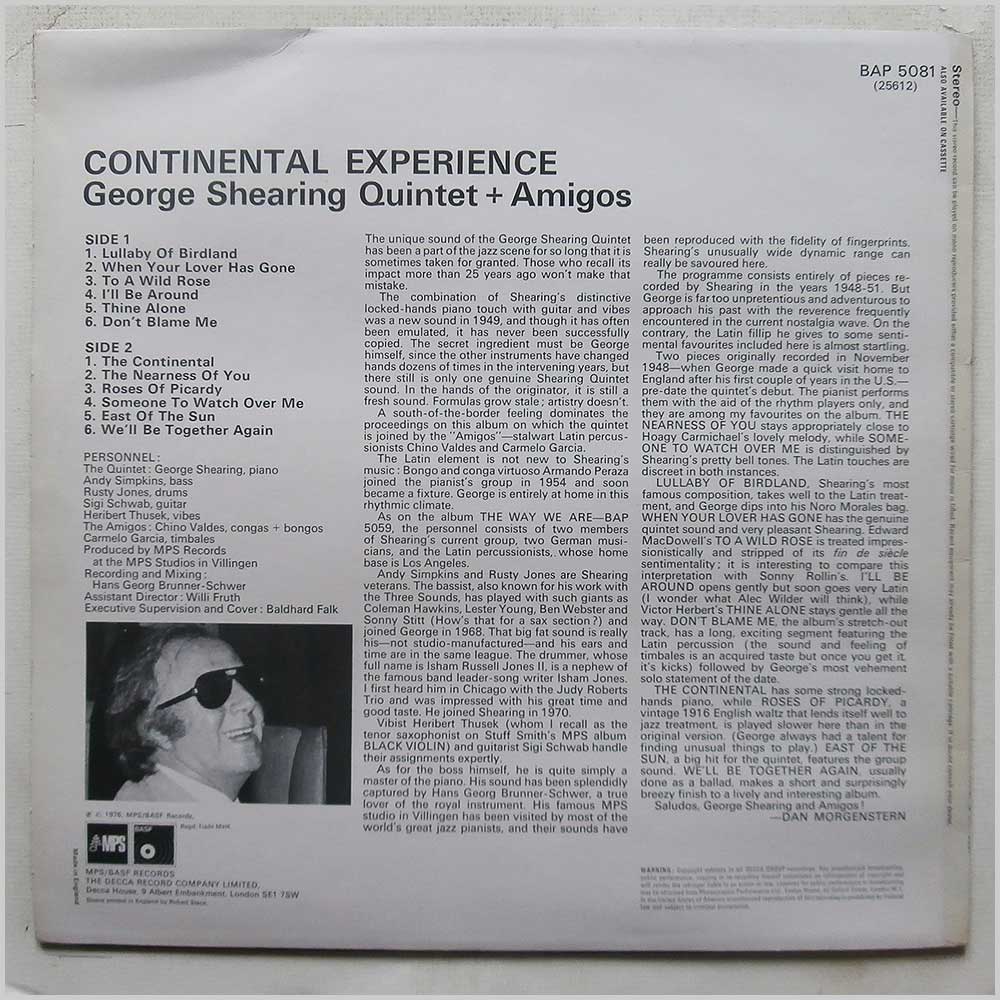 BAP 5081
(25612)
Stereo—This stereo record can be played on mono reproducers provided either a compatible or stereo cartridge wired for mono is fitted.
ALSO AVAILABLE ON CASSETTE
CONTINENTAL EXPERIENCE
George Shearing Quintet + Amigos
SIDE 1
1. Lullaby Of Birdland
2. When Your Lover Has Gone
3. To A Wild Rose
4. I'll Be Around
5. Thine Alone
6. Don't Blame Me
SIDE 2
1. The Continental
2. The Nearness Of You
3. Roses Of Picardy
4. Someone To Watch Over Me
5. East Of The Sun
6. We'll Be Together Again
PERSONNEL:
The Quintet: George Shearing, piano
Andy Simpkins, bass
Rusty Jones, drums
Sigi Schwab, guitar
Heribert Thusek, vibes
The Amigos: Chino Valdes, congas + bongos
Carmelo Garcia, timbales
Produced by MPS Records
at the MPS Studios in Villingen
Recording and Mixing:
Hans Georg Brunner-Schwer
Assistant Director: Willi Fruth
Executive Supervision and Cover: Baldhard Falk
℗ © 1976, MPS/BASF Records,
Regd. Trade Mark
MPS
BASF
MPS/BASF RECORDS
THE DECCA RECORD COMPANY LIMITED,
Decca House, 9 Albert Embankment, London SE1 7SW
Sleeve printed in England by Robert Stace.
Made in England
The unique sound of the George Shearing Quintet
has been a part of the jazz scene for so long that it is
sometimes taken for granted. Those who recall its
impact more than 25 years ago won't make that
mistake.
The combination of Shearing's distinctive
locked-hands piano touch with guitar and vibes
was a new sound in 1949, and though it has often
been emulated, it has never been successfully
copied. The secret ingredient must be George
himself, since the other instruments have changed
hands dozens of times in the intervening years, but
there still is only one genuine Shearing Quintet
sound. In the hands of the originator, it is still a
fresh sound. Formulas grow stale; artistry doesn't.
A south-of-the-border feeling dominates the
proceedings on this album on which the quintet
is joined by the "Amigos"—stalwart Latin percus-
sionists Chino Valdes and Carmelo Garcia.
The Latin element is not new to Shearing's
music: Bongo and conga virtuoso Armando Peraza
joined the pianist's group in 1954 and soon
became a fixture. George is entirely at home in this
rhythmic climate.
As on the album THE WAY WE ARE—BAP
5059, the personnel consists of two members
of Shearing's current group, two German musi-
cians, and the Latin percussionists, whose home
base is Los Angeles.
Andy Simpkins and Rusty Jones are Shearing
veterans. The bassist, also known for his work with
the Three Sounds, has played with such giants as
Coleman Hawkins, Lester Young, Ben Webster and
Sonny Stitt (How's that for a sax section?) and
joined George in 1968. That big fat sound is really
his—not studio-manufactured—and his ears and
time are in the same league. The drummer, whose
full name is Isham Russell Jones II, is a nephew of
the famous band leader-song writer Isham Jones.
I first heard him in Chicago with the Judy Roberts
Trio and was impressed with his great time and
good taste. He joined Shearing in 1970.
Vibist Heribert Thusek (whom I recall as the
tenor saxophonist on Stuff Smith's MPS album
BLACK VIOLIN) and guitarist Sigi Schwab handle
their assignments expertly.
As for the boss himself, he is quite simply a
master of the piano. His sound has been splendidly
captured by Hans Georg Brunner-Schwer, a true
lover of the royal instrument. His famous MPS
studio in Villingen has been visited by most of the
world's great jazz pianists, and their sounds have
been reproduced with the fidelity of fingerprints.
Shearing's unusually wide dynamic range can
really be savoured here.
The programme consists entirely of pieces re-
corded by Shearing in the years 1948-51. But
George is far too unpretentious and adventurous to
approach his past with the reverence frequently
encountered in the current nostalgia wave. On the
contrary, the Latin fillip he gives to some senti-
mental favourites included here is almost startling.
Two pieces originally recorded in November
1948—when George made a quick visit home to
England after his first couple of years in the U.S.—
pre-date the quintet's debut. The pianist performs
them with the aid of the rhythm players only, and
they are among my favourites on the album. THE
NEARNESS OF YOU stays appropriately close to
Hoagy Carmichael's lovely melody, while SOME-
ONE TO WATCH OVER ME is distinguished by
Shearing's pretty bell tones. The Latin touches are
discreet in both instances.
LULLABY OF BIRDLAND, Shearing's most
famous composition, takes well to the Latin treat-
ment, and George dips into his Noro Morales bag.
WHEN YOUR LOVER HAS GONE has the genuine
quintet sound and very pleasant Shearing. Edward
MacDowell's TO A WILD ROSE is treated impres-
sionistically and stripped of its fin de siècle
sentimentality; it is interesting to compare this
interpretation with Sonny Rollin's. I'LL BE
AROUND opens gently but soon goes very Latin
(I wonder what Alec Wilder will think), while
Victor Herbert's THINE ALONE stays gentle all the
way. DON'T BLAME ME, the album's stretch-out
track, has a long, exciting segment featuring the
Latin percussion (the sound and feeling of
timbales is an acquired taste but once you get it,
it's kicks) followed by George's most vehement
solo statement of the date.
THE CONTINENTAL has some strong locked-
hands piano, while ROSES OF PICARDY, a
vintage 1916 English waltz that lends itself well to
jazz treatment, is played slower here than in the
original version. (George always had a talent for
finding unusual things to play.) EAST OF THE
SUN, a big hit for the quintet, features the group
sound. WE'LL BE TOGETHER AGAIN, usually
done as a ballad, makes a short and surprisingly
breezy finish to a lively and interesting album.
Saludos, George Shearing and Amigos!
—DAN MORGENSTERN
WARNING: Copyright subsists in all DECCA GROUP recordings. Any unauthorised broadcasting,
public performance, copying or re-recording